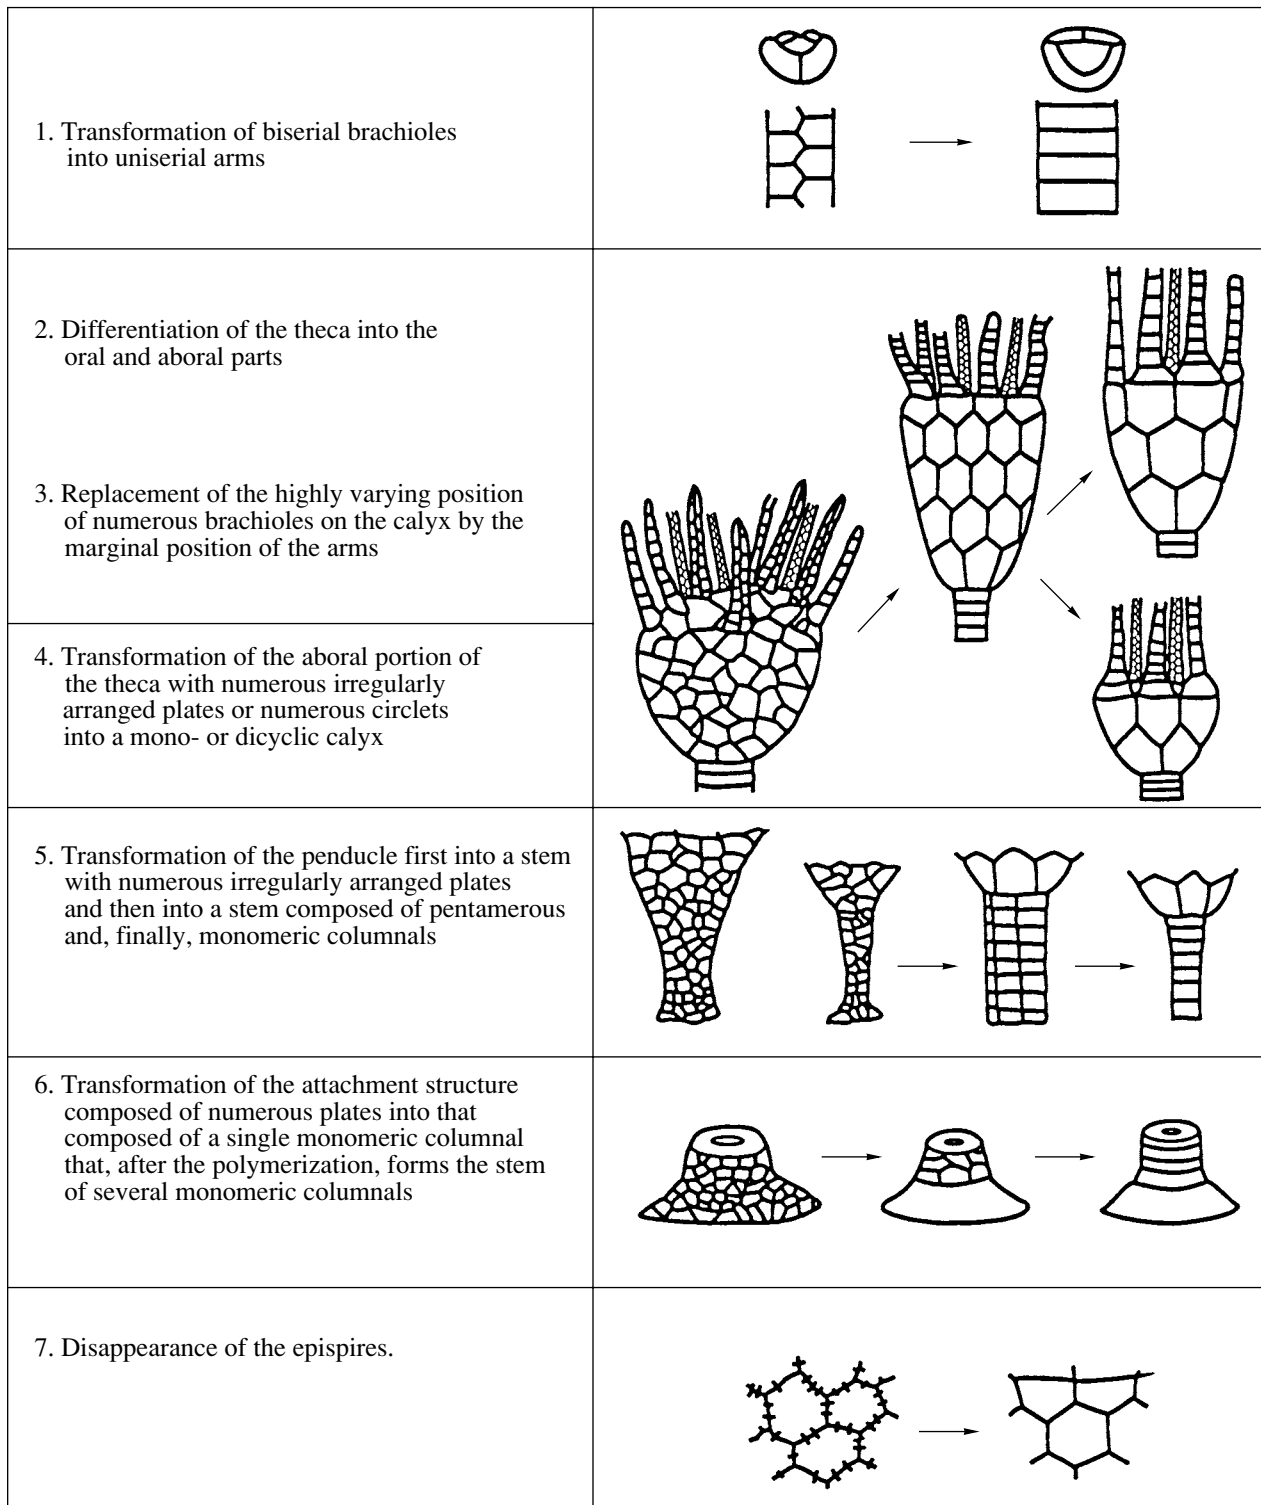 1. Transformation of biserial brachioles
into uniserial arms
2. Differentiation of the theca into the
oral and aboral parts
3. Replacement of the highly varying position
of numerous brachioles on the calyx by the
marginal position of the arms
4. Transformation of the aboral portion of
the theca with numerous irregularly
arranged plates or numerous circlets
into a mono- or dicyclic calyx
5. Transformation of the penducle first into a stem
with numerous irregularly arranged plates
and then into a stem composed of pentamerous
and, finally, monomeric columnals
6. Transformation of the attachment structure
composed of numerous plates into that
composed of a single monomeric columnal
that, after the polymerization, forms the stem
of several monomeric columnals
7. Disappearance of the epispires.